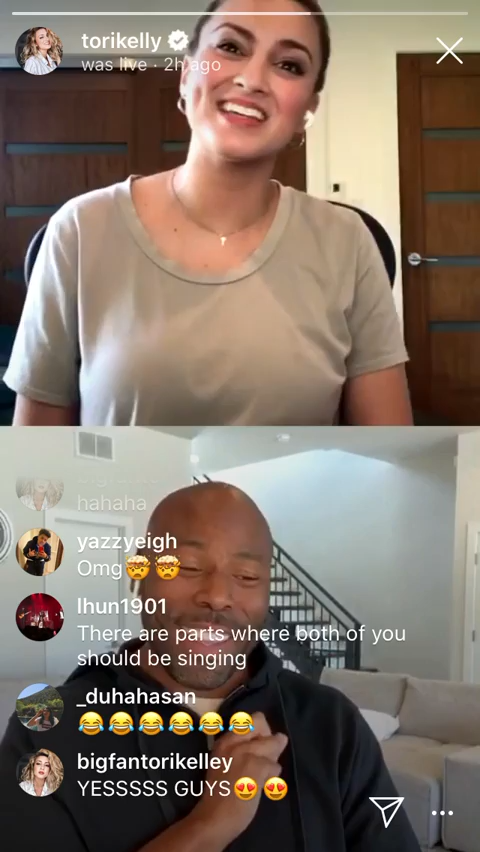 torikelly
was live · 2h ago
hahaha
yazzyeigh
Omg🤯🤯
lhun1901
There are parts where both of you
should be singing
_duhahasan
😂😂😂😂😂😂
bigfantorikelley
YESSSSS GUYS😍😍